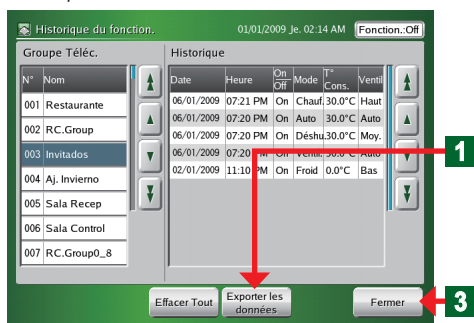 Historique du fonction. 01/01/2009 Je. 02:14 AM Fonction.:Off
Groupe Téléc. Historique
N° Nom
001 Restaurante
002 RC.Group
003 Invitados
004 Aj. Invierno
005 Sala Recep
006 Sala Control
007 RC.Group0_8
Date Heure On Off Mode T° Cons. Ventil
06/01/2009 07:21 PM On Chauf. 30.0°C Haut
06/01/2009 07:20 PM On Auto 30.0°C Auto
06/01/2009 07:20 PM On Déshu. 30.0°C Moy.
06/01/2009 07:20 PM On Ventil. 30.0°C Auto
02/01/2009 11:10 PM On Froid 0.0°C Bas
1
Effacer Tout
Exporter les
données
Fermer
3